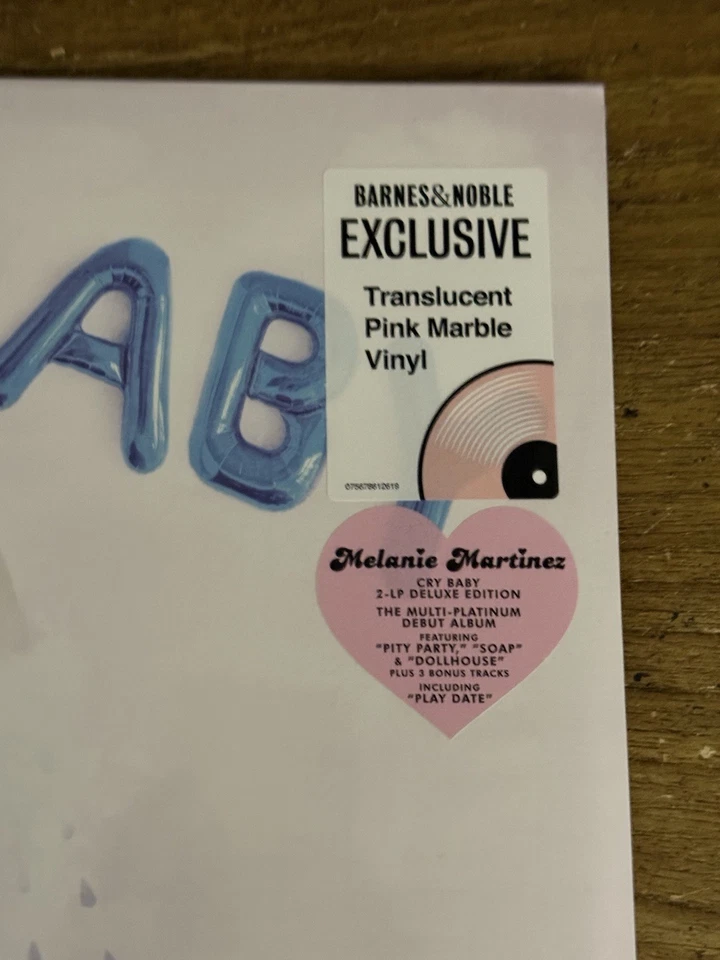 AB
BARNES&NOBLE
EXCLUSIVE
Translucent
Pink Marble
Vinyl
Melanie Martinez
CRY BABY
2-LP DELUXE EDITION
THE MULTI-PLATINUM
DEBUT ALBUM
FEATURING
"PITY PARTY," "SOAP"
& "DOLLHOUSE"
PLUS 3 BONUS TRACKS
INCLUDING
"PLAY DATE"